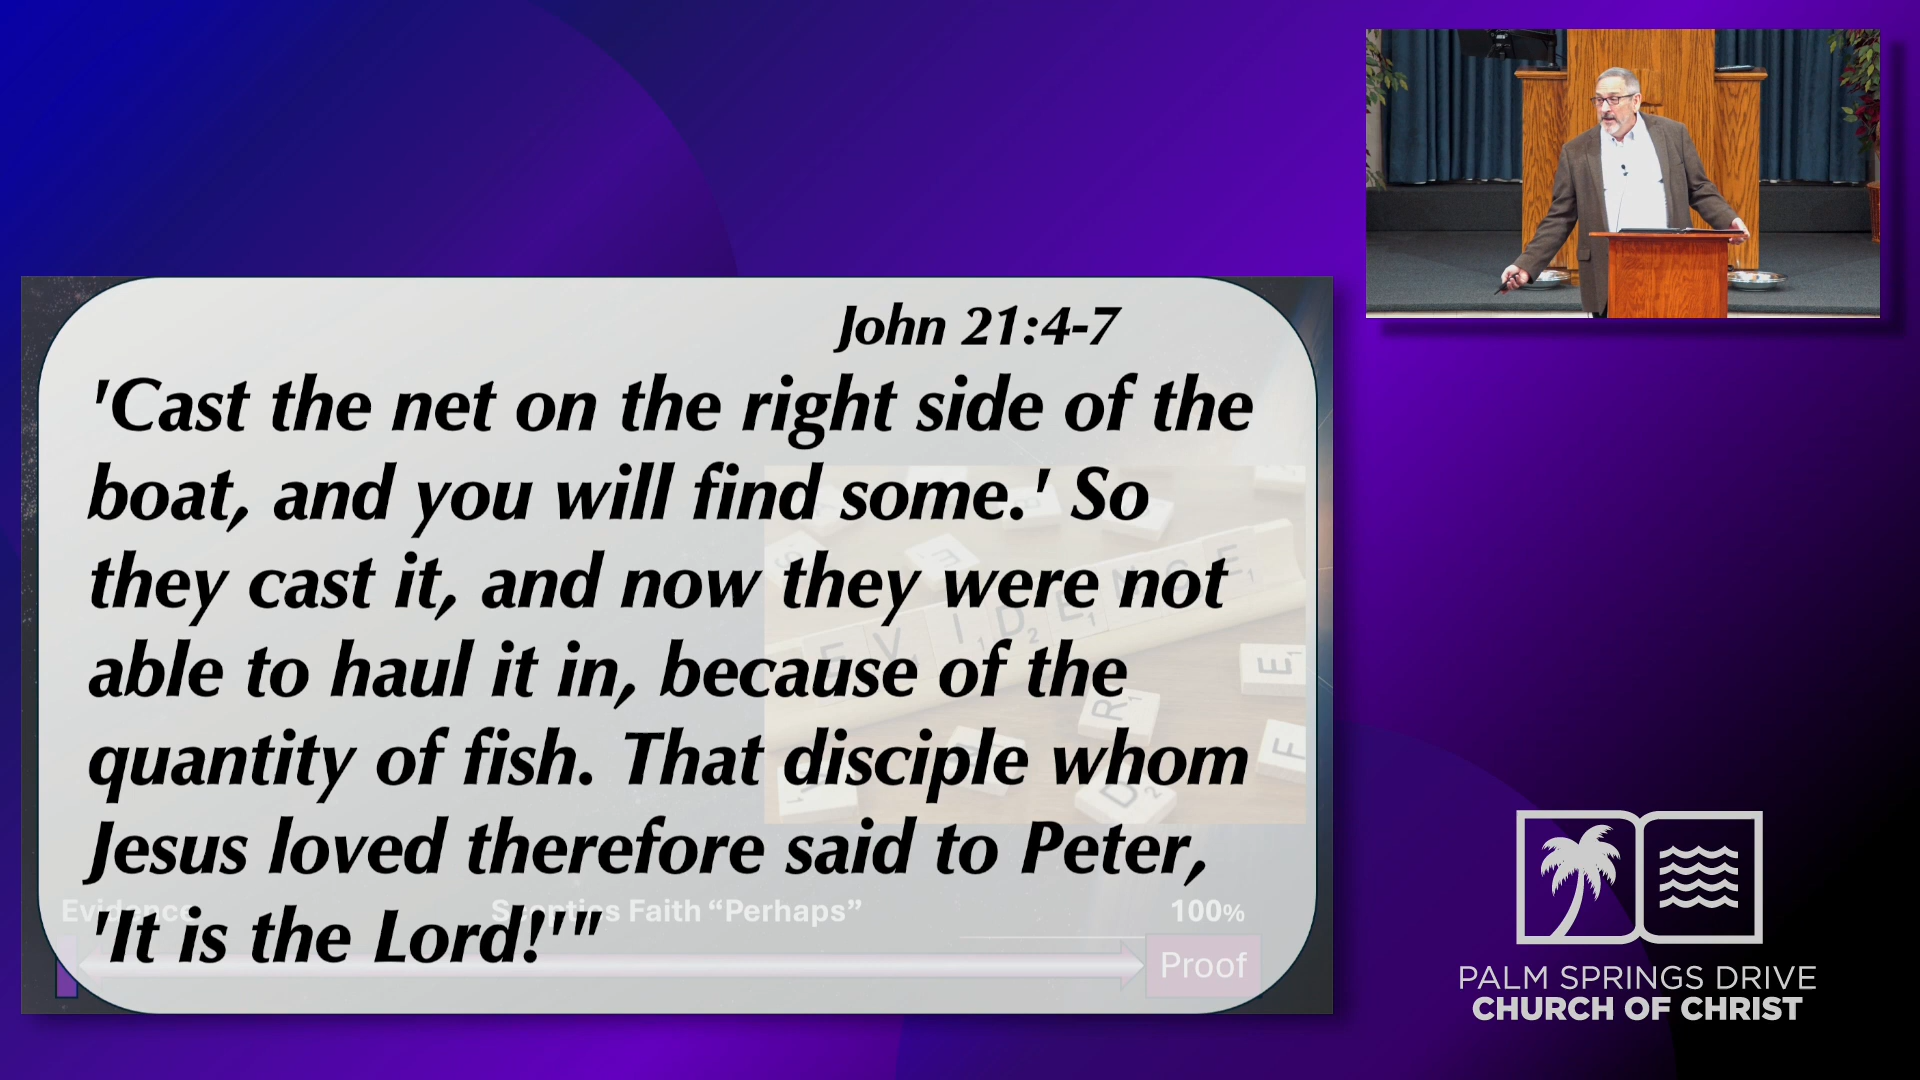 John 21:4-7
'Cast the net on the right side of the
boat, and you will find some.' So
they cast it, and now they were not
able to haul it in, because of the
quantity of fish. That disciple whom
Jesus loved therefore said to Peter,
'It is the Lord!'"
EVIDENCE
Evidence
Sceptics Faith “Perhaps”
100%
Proof
PALM SPRINGS DRIVE
CHURCH OF CHRIST